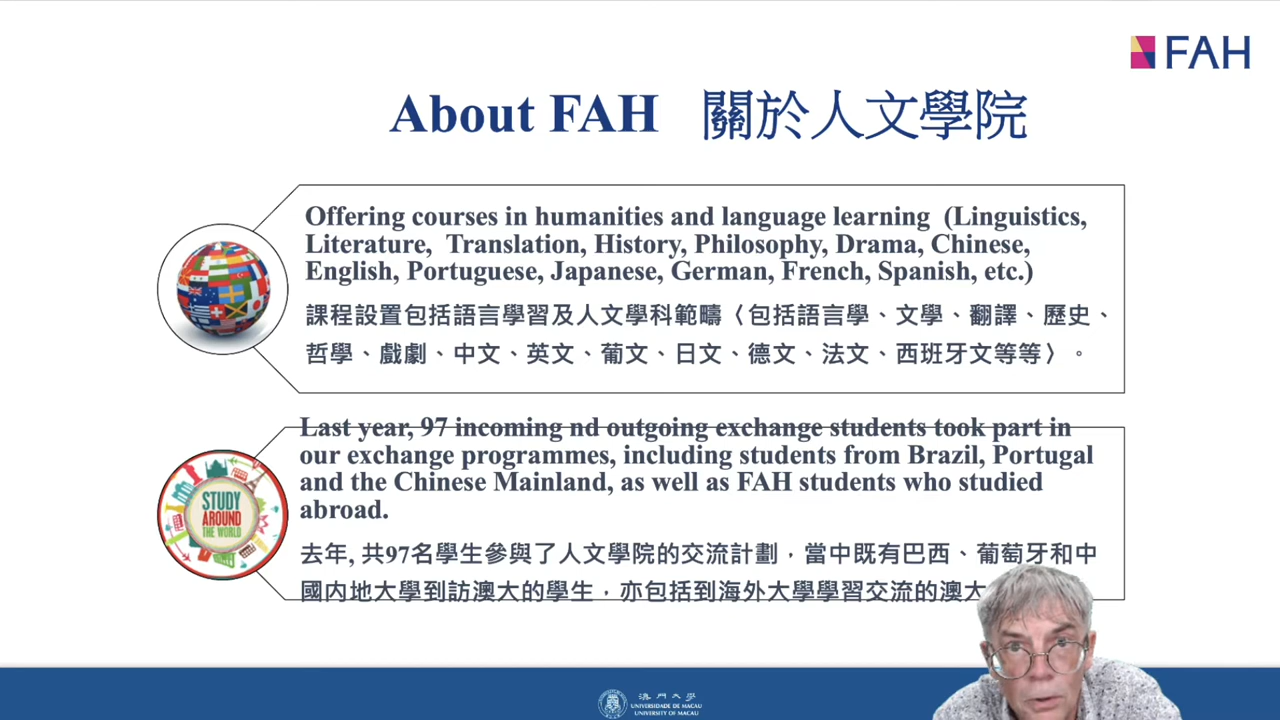 FAH
About FAH 關於人文學院
Offering courses in humanities and language learning (Linguistics,
Literature, Translation, History, Philosophy, Drama, Chinese,
English, Portuguese, Japanese, German, French, Spanish, etc.)
課程設置包括語言學習及人文學科範疇〈包括語言學、文學、翻譯、歷史、
哲學、戲劇、中文、英文、葡文、日文、德文、法文、西班牙文等等〉。
Last year, 97 incoming nd outgoing exchange students took part in
our exchange programmes, including students from Brazil, Portugal
and the Chinese Mainland, as well as FAH students who studied
abroad.
去年, 共97名學生參與了人文學院的交流計劃，當中既有巴西、葡萄牙和中
國内地大學到訪澳大的學生，亦包括到海外大學學習交流的澳大
STUDY
AROUND
THE WORLD
澳門大學
UNIVERSIDADE DE MACAU
UNIVERSITY OF MACAU